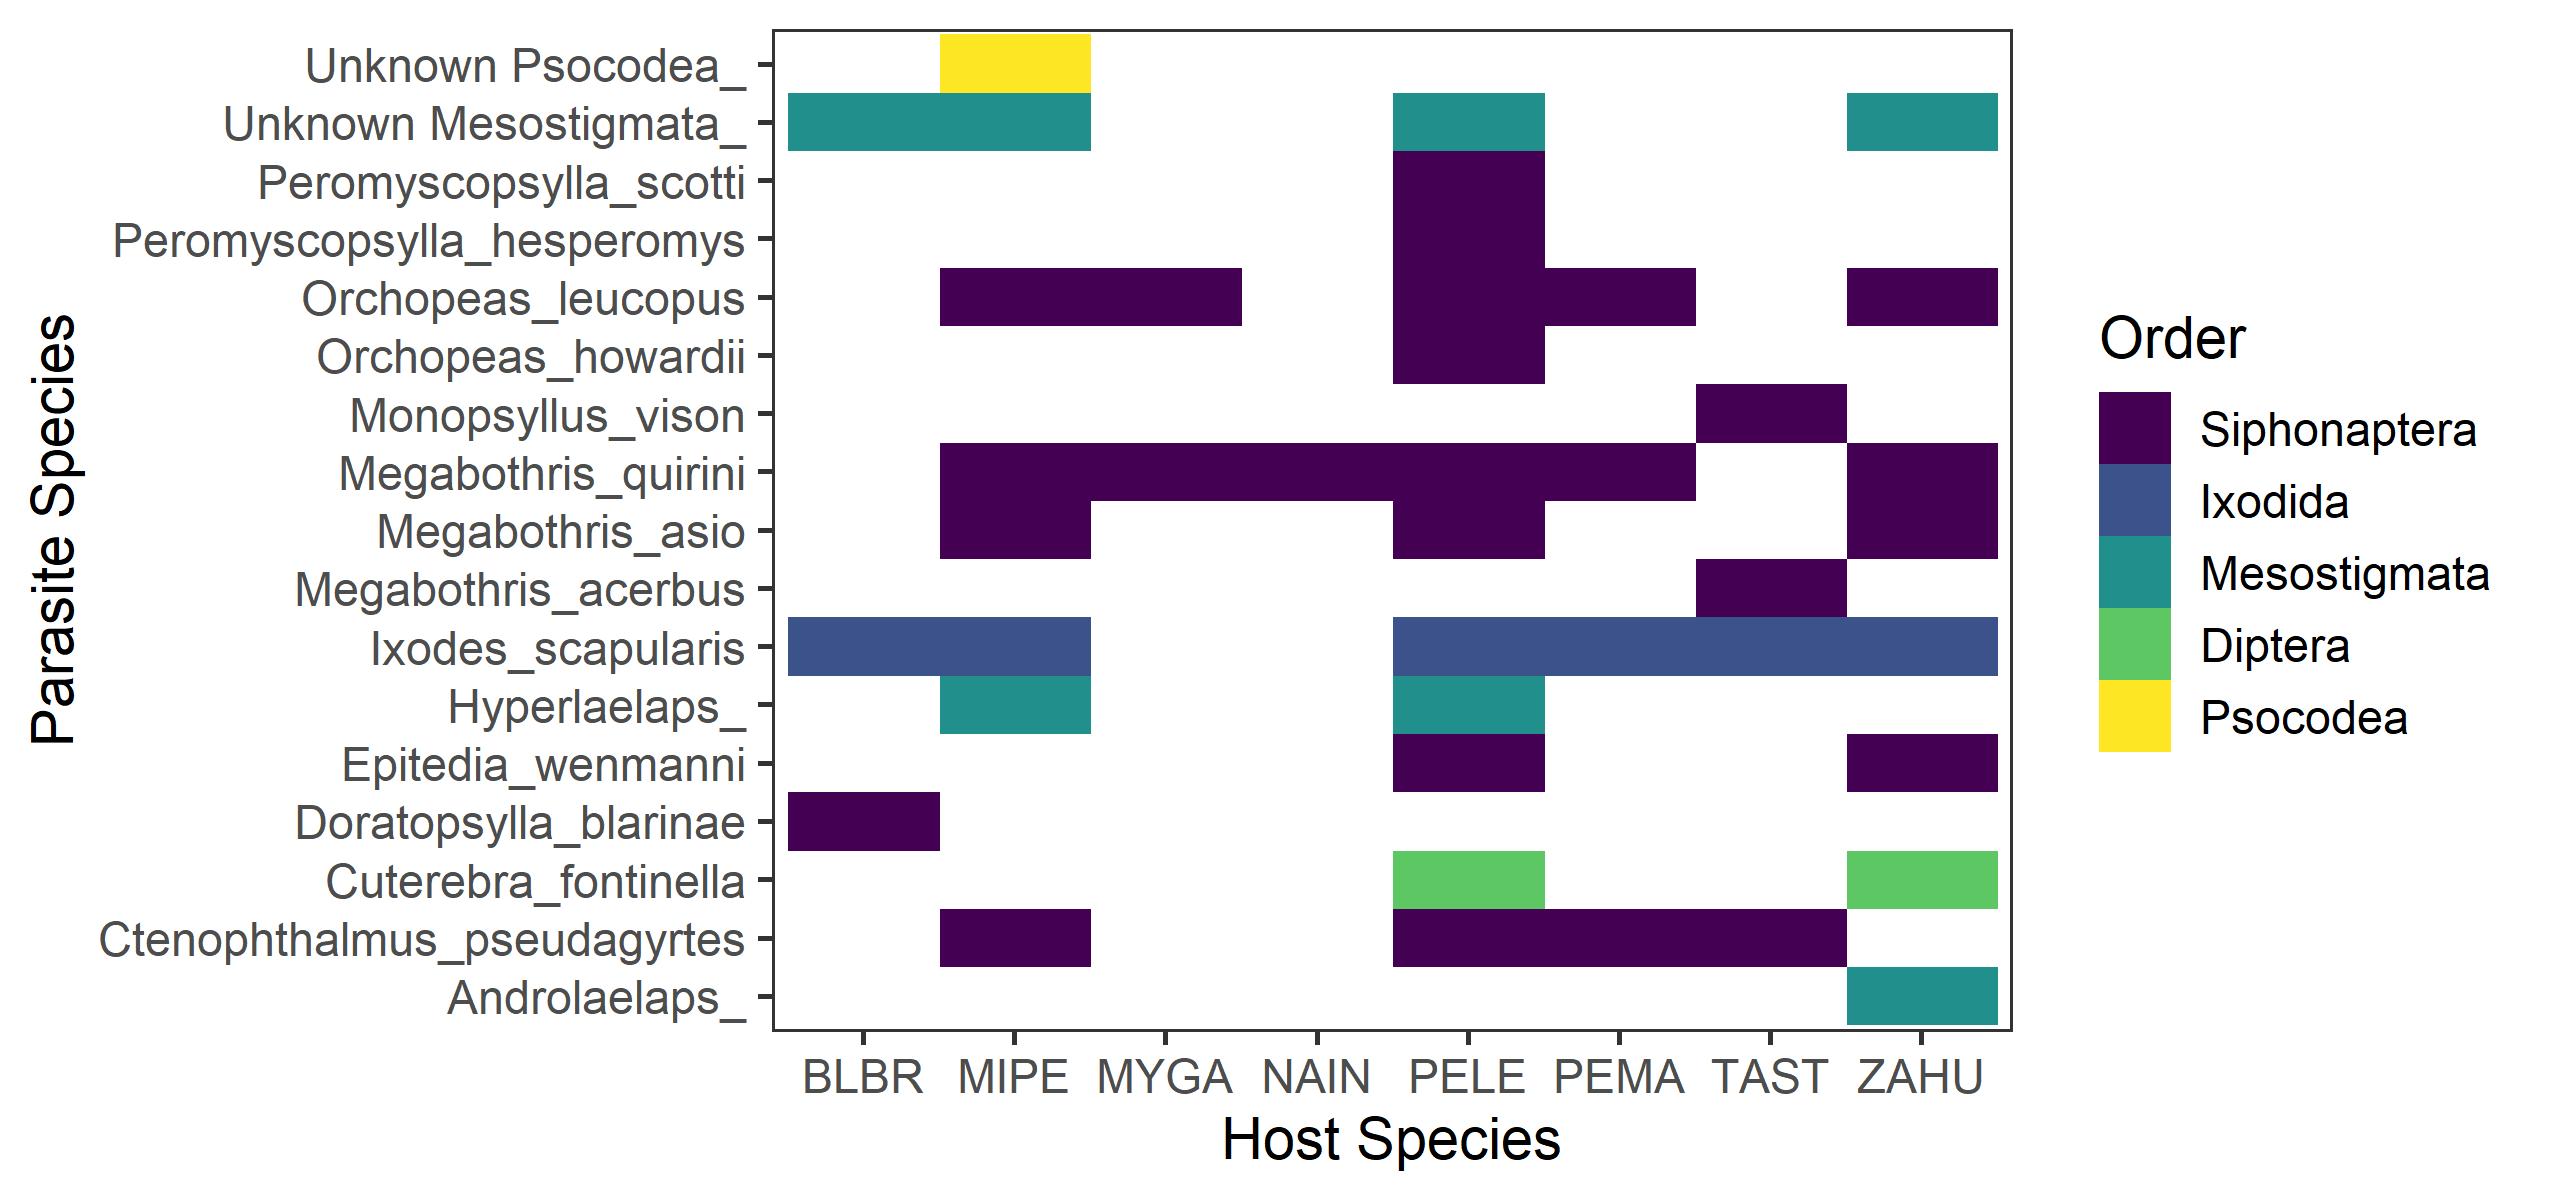 Unknown Psocodea_
Unknown Mesostigmata_
Peromyscopsylla_scotti
Peromyscopsylla_hesperomys
Orchopeas_leucopus
Orchopeas_howardii
Monopsyllus_vison
Megabothris_quirini
Megabothris_asio
Megabothris_acerbus
Ixodes_scapularis
Hyperlaelaps_
Epitedia_wenmanni
Doratopsylla_blarinae
Cuterebra_fontinella
Ctenophthalmus_pseudagyrtes
Androlaelaps_
Parasite Species
BLBR MIPE MYGA NAIN PELE PEMA TAST ZAHU
Host Species
Order
Siphonaptera
Ixodida
Mesostigmata
Diptera
Psocodea